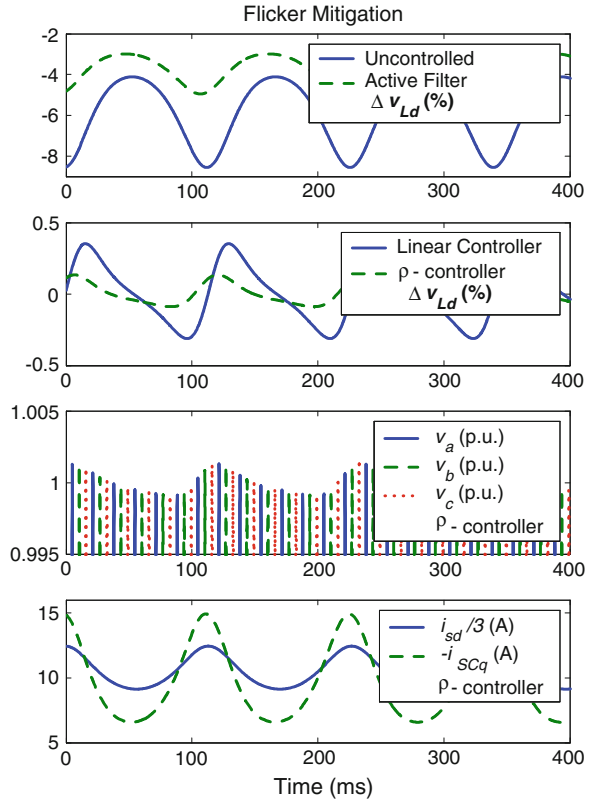 Flicker Mitigation
-2
-4
-6
-8
Uncontrolled
Active Filter
Δ v_Ld (%)
0 100 200 300 400
0.5
0
-0.5
Linear Controller
ρ - controller
Δ v_Ld (%)
0 100 200 300 400
1.005
1
0.995
v_a (p.u.)
v_b (p.u.)
v_c (p.u.)
ρ - controller
0 100 200 300 400
15
10
5
i_sd /3 (A)
-i_SCq (A)
ρ - controller
0 100 200 300 400
Time (ms)